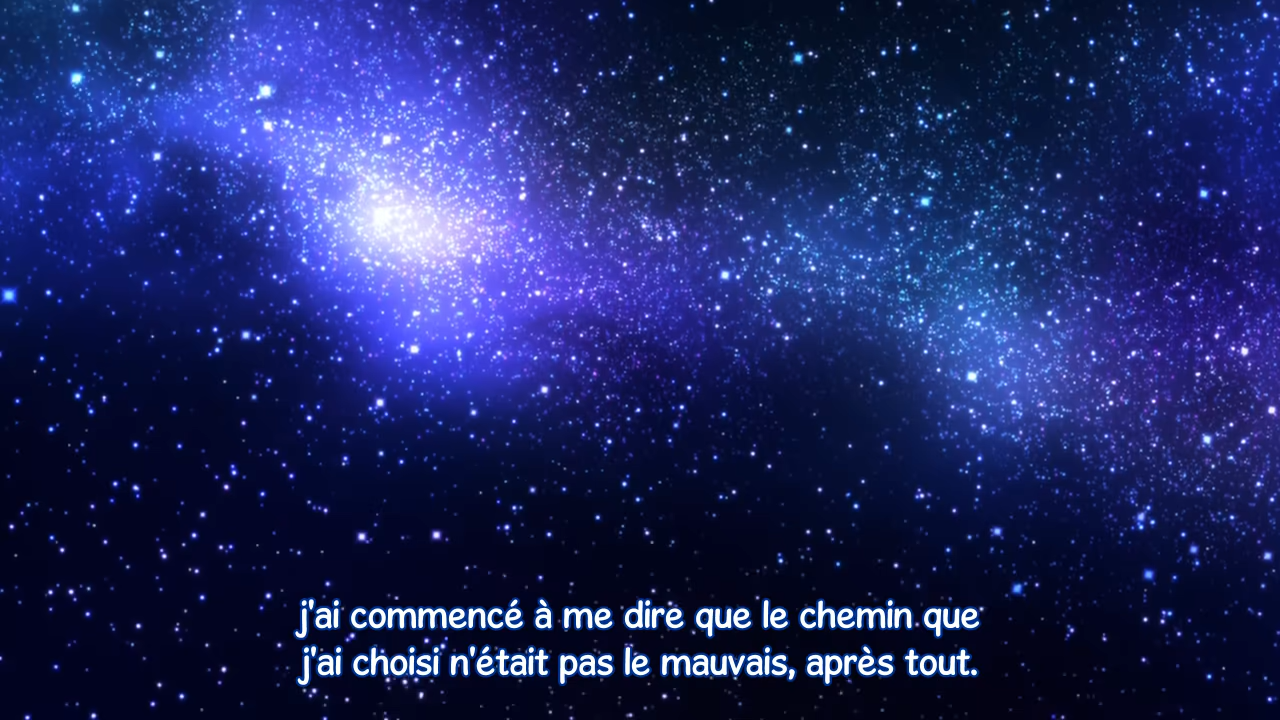 j'ai commencé à me dire que le chemin que
j'ai choisi n'était pas le mauvais, après tout.